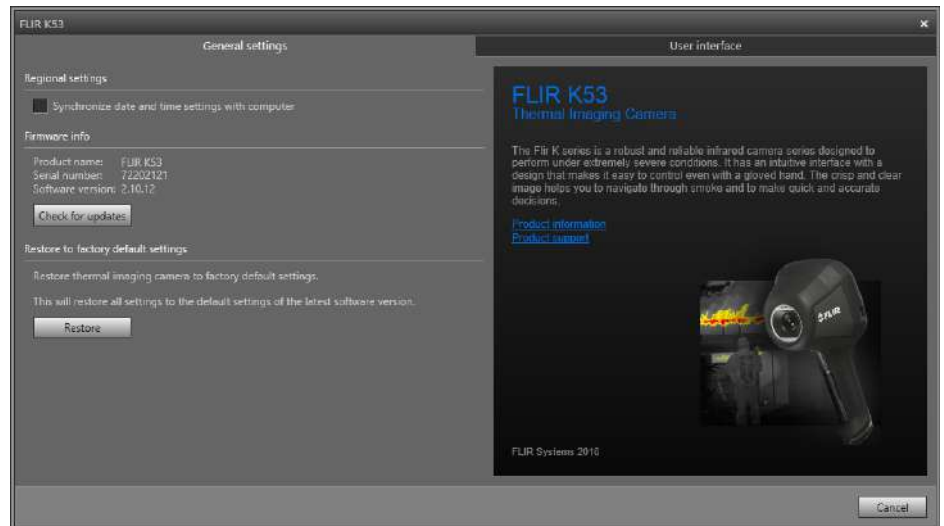 FLIR K53
General settings
User interface
Regional settings
Synchronize date and time settings with computer
Firmware info
Product name: FLIR K53
Serial number: 72202121
Software version: 2.10.12
Check for updates
Restore to factory default settings
Restore thermal imaging camera to factory default settings.
This will restore all settings to the default settings of the latest software version.
Restore
FLIR K53
Thermal Imaging Camera
The Flir K series is a robust and reliable infrared camera series designed to
perform under extremely severe conditions. It has an intuitive interface with a
design that makes it easy to control even with a gloved hand. The crisp and clear
image helps you to navigate through smoke and to make quick and accurate
decisions.
Product information
Product support
FLIR
FLIR Systems 2016
Cancel